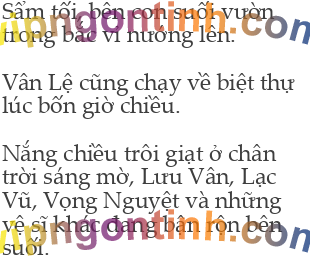 Sẩm tối, bên con suối vườn
trong bắc vỉ nướng lên.
Vân Lệ cũng chạy về biệt thự
lúc bốn giờ chiều.
Nắng chiều trôi giạt ở chân
trời sáng mờ, Lưu Vân, Lạc
Vũ, Vọng Nguyệt và những
vệ sĩ khác đang bận rộn bên
suối.